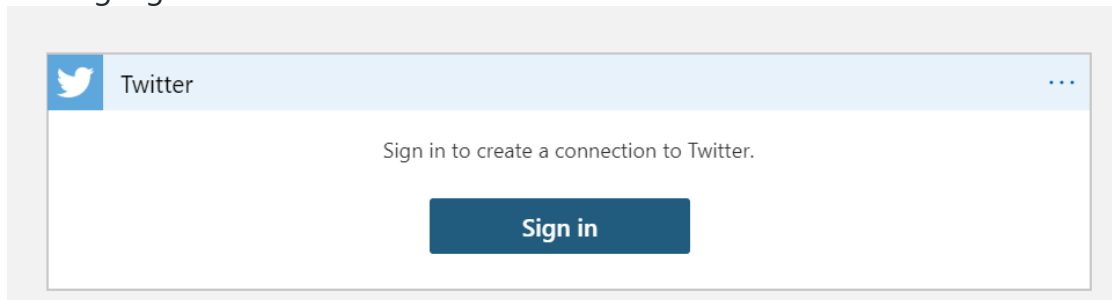 Twitter
...
Sign in to create a connection to Twitter.
Sign in